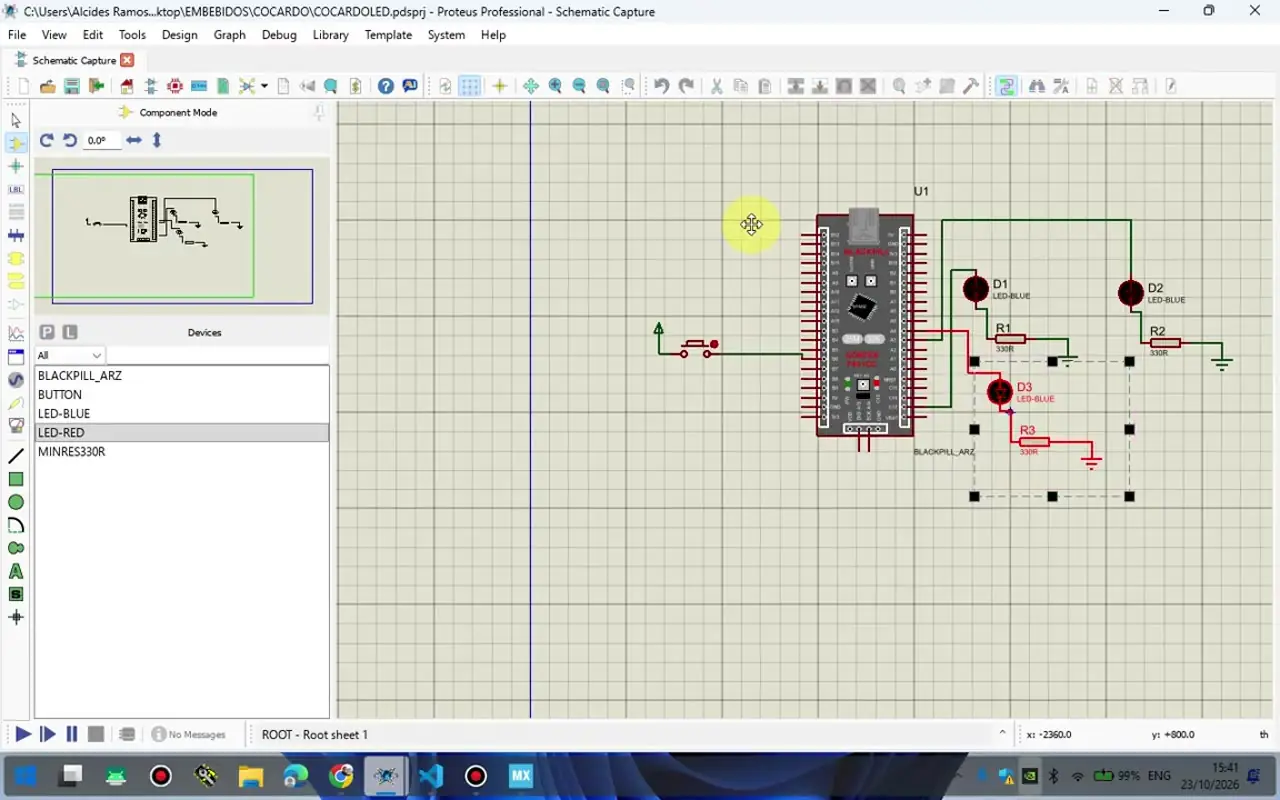 C:\Users\Alcides Ramos...ktop\EMBEBIDOS\COCARDO\COCARDOLED.pdsprj - Proteus Professional - Schematic Capture
File View Edit Tools Design Graph Debug Library Template System Help
Schematic Capture
Component Mode
0.0°
LBL
P L Devices
All
BLACKPILL_ARZ
BUTTON
LED-BLUE
LED-RED
MINRES330R
A
S
U1
D1
LED-BLUE
R1
330R
D2
LED-BLUE
R2
330R
D3
LED-BLUE
R3
330R
BLACKPILL_ARZ
No Messages
ROOT - Root sheet 1
x: -2360.0
y: +800.0
th
MX
99%
ENG
15:41
23/10/2026